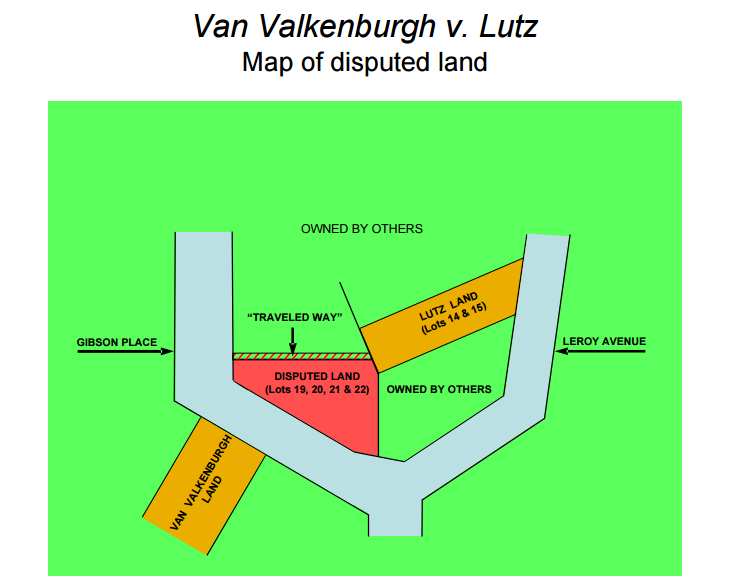 Van Valkenburgh v. Lutz
Map of disputed land
OWNED BY OTHERS
LUTZ LAND
(Lots 14 & 15)
“TRAVELED WAY”
GIBSON PLACE
LEROY AVENUE
DISPUTED LAND
(Lots 19, 20, 21 & 22)
OWNED BY OTHERS
VAN VALKENBURGH
LAND